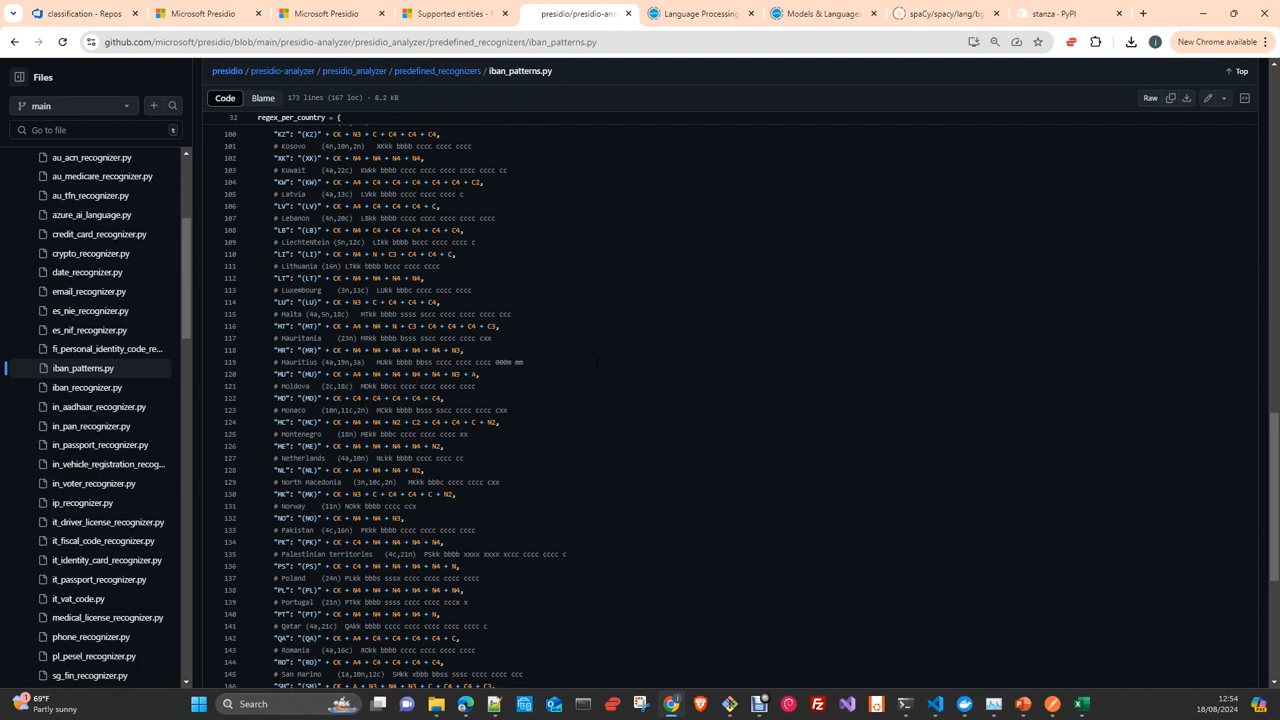 classification - Repos
Microsoft Presidio
Microsoft Presidio
Supported entities -
presidio/presidio-ana
Language Processing
Models & Languages
spaCy/spacy/lang/bg
stanza · PyPI
github.com/microsoft/presidio/blob/main/presidio-analyzer/presidio_analyzer/predefined_recognizers/iban_patterns.py
New Chrome available
Files
presidio / presidio-analyzer / presidio_analyzer / predefined_recognizers / iban_patterns.py
Top
main
Code Blame 173 lines (167 loc) · 8.2 KB
Raw
Go to file
t
au_acn_recognizer.py
au_medicare_recognizer.py
au_tfn_recognizer.py
azure_ai_language.py
credit_card_recognizer.py
crypto_recognizer.py
date_recognizer.py
email_recognizer.py
es_nie_recognizer.py
es_nif_recognizer.py
fi_personal_identity_code_re...
iban_patterns.py
iban_recognizer.py
in_aadhaar_recognizer.py
in_pan_recognizer.py
in_passport_recognizer.py
in_vehicle_registration_recog...
in_voter_recognizer.py
ip_recognizer.py
it_driver_license_recognizer.py
it_fiscal_code_recognizer.py
it_identity_card_recognizer.py
it_passport_recognizer.py
it_vat_code.py
medical_license_recognizer.py
phone_recognizer.py
pl_pesel_recognizer.py
sg_fin_recognizer.py
32 regex_per_country = {
100 "KZ": "(KZ)" + CK + N3 + C + C4 + C4 + C4,
101 # Kosovo (4n,10n,2n) XKkk bbbb cccc cccc cccc
102 "XK": "(XK)" + CK + N4 + N4 + N4 + N4,
103 # Kuwait (4a,22c) KWkk bbbb cccc cccc cccc cccc cccc cc
104 "KW": "(KW)" + CK + A4 + C4 + C4 + C4 + C4 + C4 + C2,
105 # Latvia (4a,13c) LVkk bbbb cccc cccc cccc c
106 "LV": "(LV)" + CK + A4 + C4 + C4 + C4 + C,
107 # Lebanon (4n,20c) LBkk bbbb cccc cccc cccc cccc cccc
108 "LB": "(LB)" + CK + N4 + C4 + C4 + C4 + C4 + C4,
109 # LiechteNtein (5n,12c) LIkk bbbb bccc cccc cccc c
110 "LI": "(LI)" + CK + N4 + N + C3 + C4 + C4 + C,
111 # Lithuania (16n) LTkk bbbb bccc cccc cccc
112 "LT": "(LT)" + CK + N4 + N4 + N4 + N4,
113 # Luxembourg (3n,13c) LUkk bbbc cccc cccc cccc
114 "LU": "(LU)" + CK + N3 + C + C4 + C4 + C4,
115 # Malta (4a,5n,18c) MTkk bbbb ssss sccc cccc cccc cccc ccc
116 "MT": "(MT)" + CK + A4 + N4 + N + C3 + C4 + C4 + C4 + C3,
117 # Mauritania (23n) MRkk bbbb bsss sscc cccc cccc cxx
118 "MR": "(MR)" + CK + N4 + N4 + N4 + N4 + N4 + N3,
119 # Mauritius (4a,19n,3a) MUkk bbbb bbss cccc cccc cccc 000m mm
120 "MU": "(MU)" + CK + A4 + N4 + N4 + N4 + N4 + N3 + A,
121 # Moldova (2c,18c) MDkk bbcc cccc cccc cccc cccc
122 "MD": "(MD)" + CK + C4 + C4 + C4 + C4 + C4,
123 # Monaco (10n,11c,2n) MCkk bbbb bsss sscc cccc cccc cxx
124 "MC": "(MC)" + CK + N4 + N4 + N2 + C2 + C4 + C4 + C + N2,
125 # Montenegro (18n) MEkk bbbc cccc cccc cccc xx
126 "ME": "(ME)" + CK + N4 + N4 + N4 + N4 + N2,
127 # Netherlands (4a,10n) NLkk bbbb cccc cccc cc
128 "NL": "(NL)" + CK + A4 + N4 + N4 + N2,
129 # North Macedonia (3n,10c,2n) MKkk bbbc cccc cccc cxx
130 "MK": "(MK)" + CK + N3 + C + C4 + C4 + C + N2,
131 # Norway (11n) NOkk bbbb cccc ccx
132 "NO": "(NO)" + CK + N4 + N4 + N3,
133 # Pakistan (4c,16n) PKkk bbbb cccc cccc cccc cccc
134 "PK": "(PK)" + CK + C4 + N4 + N4 + N4 + N4,
135 # Palestinian territories (4c,21n) PSkk bbbb xxxx xxxx xccc cccc cccc c
136 "PS": "(PS)" + CK + C4 + N4 + N4 + N4 + N4 + N4 + N,
137 # Poland (24n) PLkk bbbs sssx cccc cccc cccc cccc
138 "PL": "(PL)" + CK + N4 + N4 + N4 + N4 + N4 + N4,
139 # Portugal (21n) PTkk bbbb ssss cccc cccc cccx x
140 "PT": "(PT)" + CK + N4 + N4 + N4 + N4 + N4 + N,
141 # Qatar (4a,21c) QAkk bbbb cccc cccc cccc cccc cccc c
142 "QA": "(QA)" + CK + A4 + C4 + C4 + C4 + C4 + C4 + C,
143 # Romania (4a,16c) ROkk bbbb cccc cccc cccc cccc
144 "RO": "(RO)" + CK + A4 + C4 + C4 + C4 + C4,
145 # San Marino (1a,10n,12c) SMkk xbbb bbss sssc cccc cccc ccc
146 "SM": "(SM)" + CK + A + N3 + N4 + N3 + C + C4 + C4 + C3,
69°F
Partly sunny
Search
12:54
18/08/2024